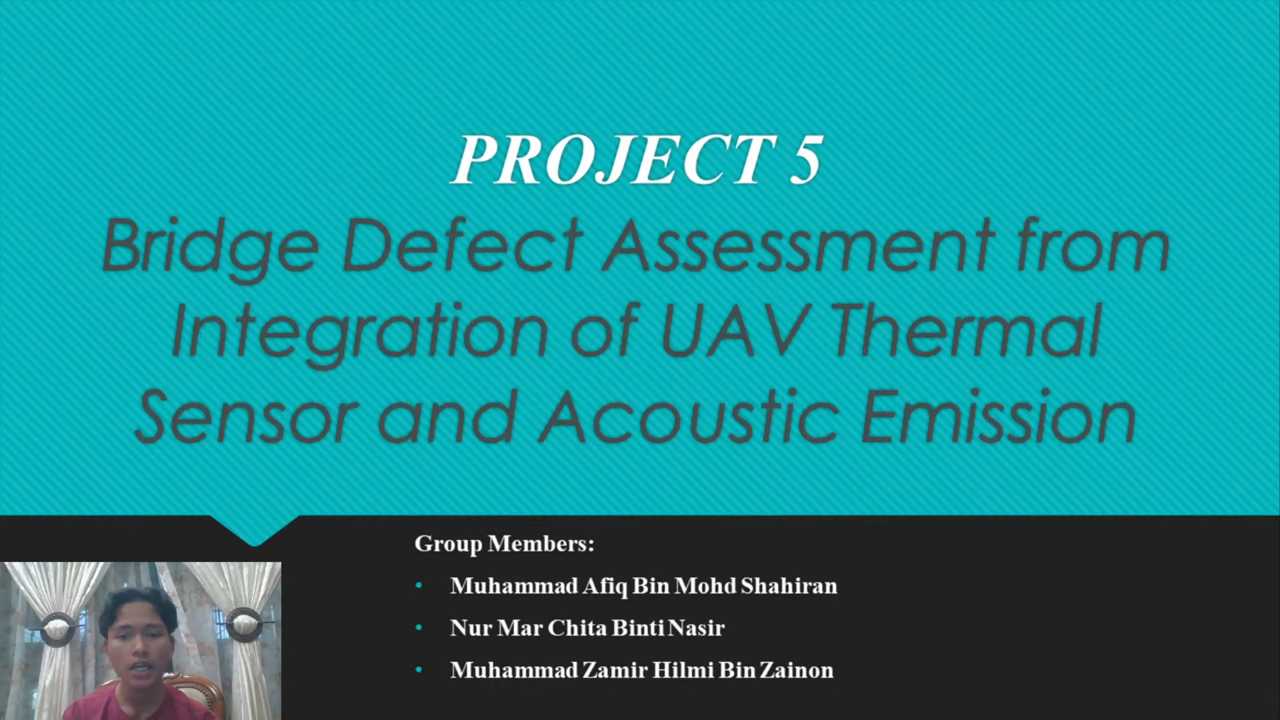 PROJECT 5
Bridge Defect Assessment from
Integration of UAV Thermal
Sensor and Acoustic Emission
Group Members:
• Muhammad Afiq Bin Mohd Shahiran
• Nur Mar Chita Binti Nasir
• Muhammad Zamir Hilmi Bin Zainon